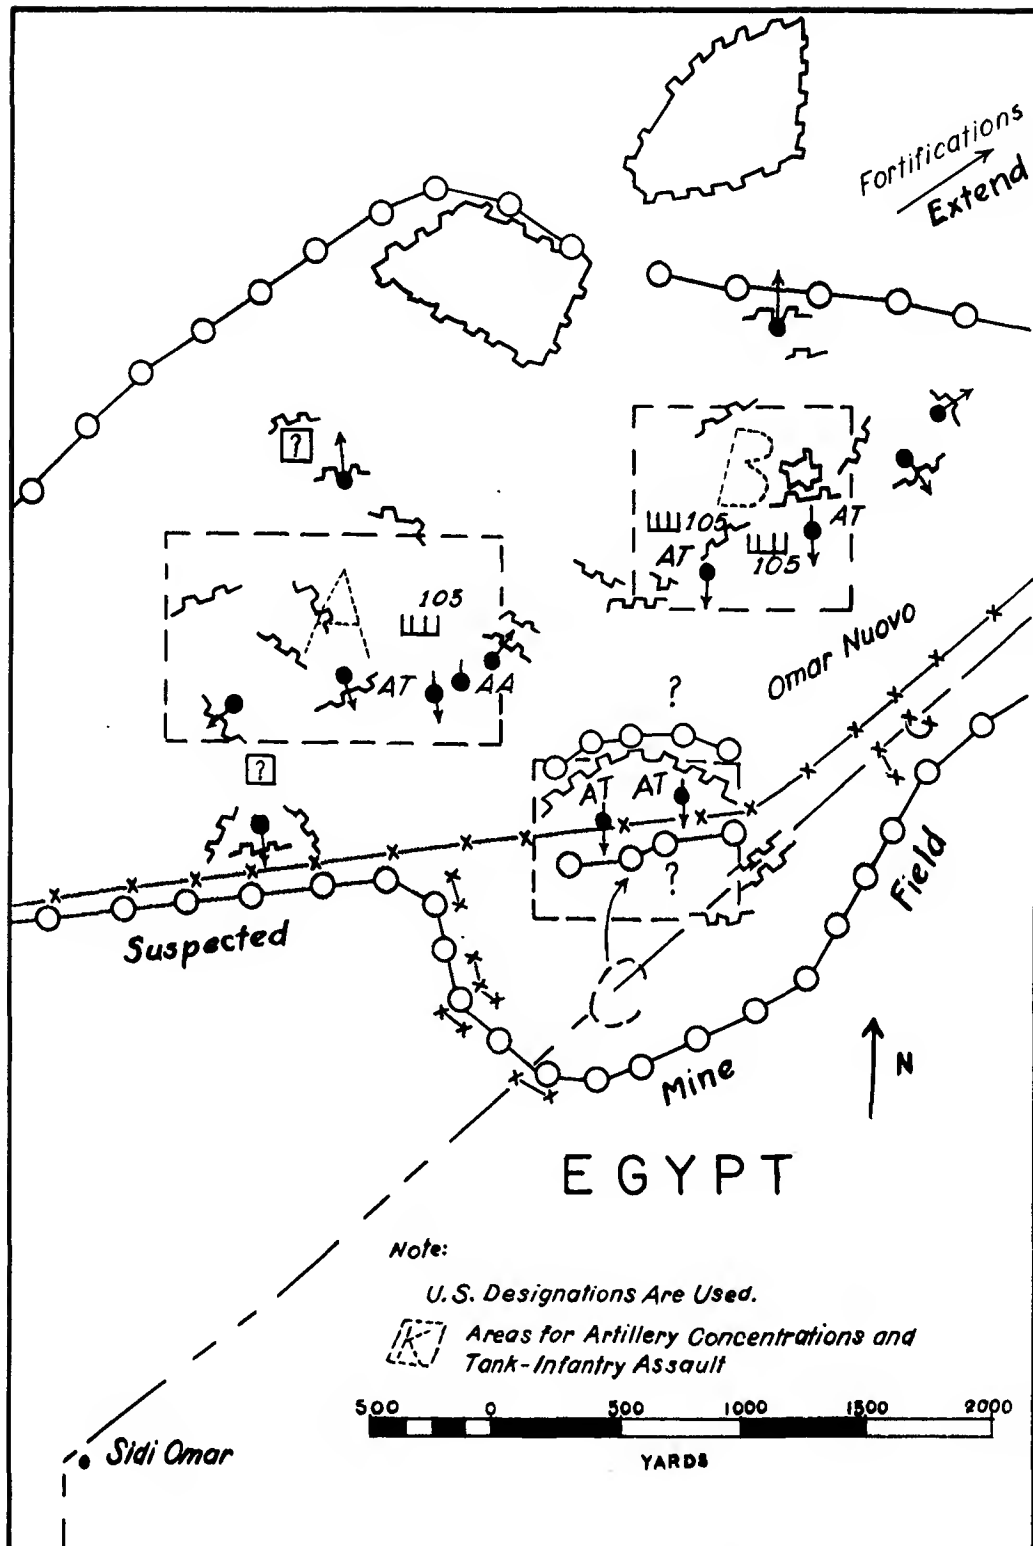 Fortifications
Extend
?
B
105
AT
AT
105
A
105
AT
AA
Omar Nuovo
?
?
AT
AT
?
Suspected
Field
C
Mine
N
EGYPT
Note:
U.S. Designations Are Used.
K
Areas for Artillery Concentrations and
Tank-Infantry Assault
500 0 500 1000 1500 2000
YARDS
Sidi Omar